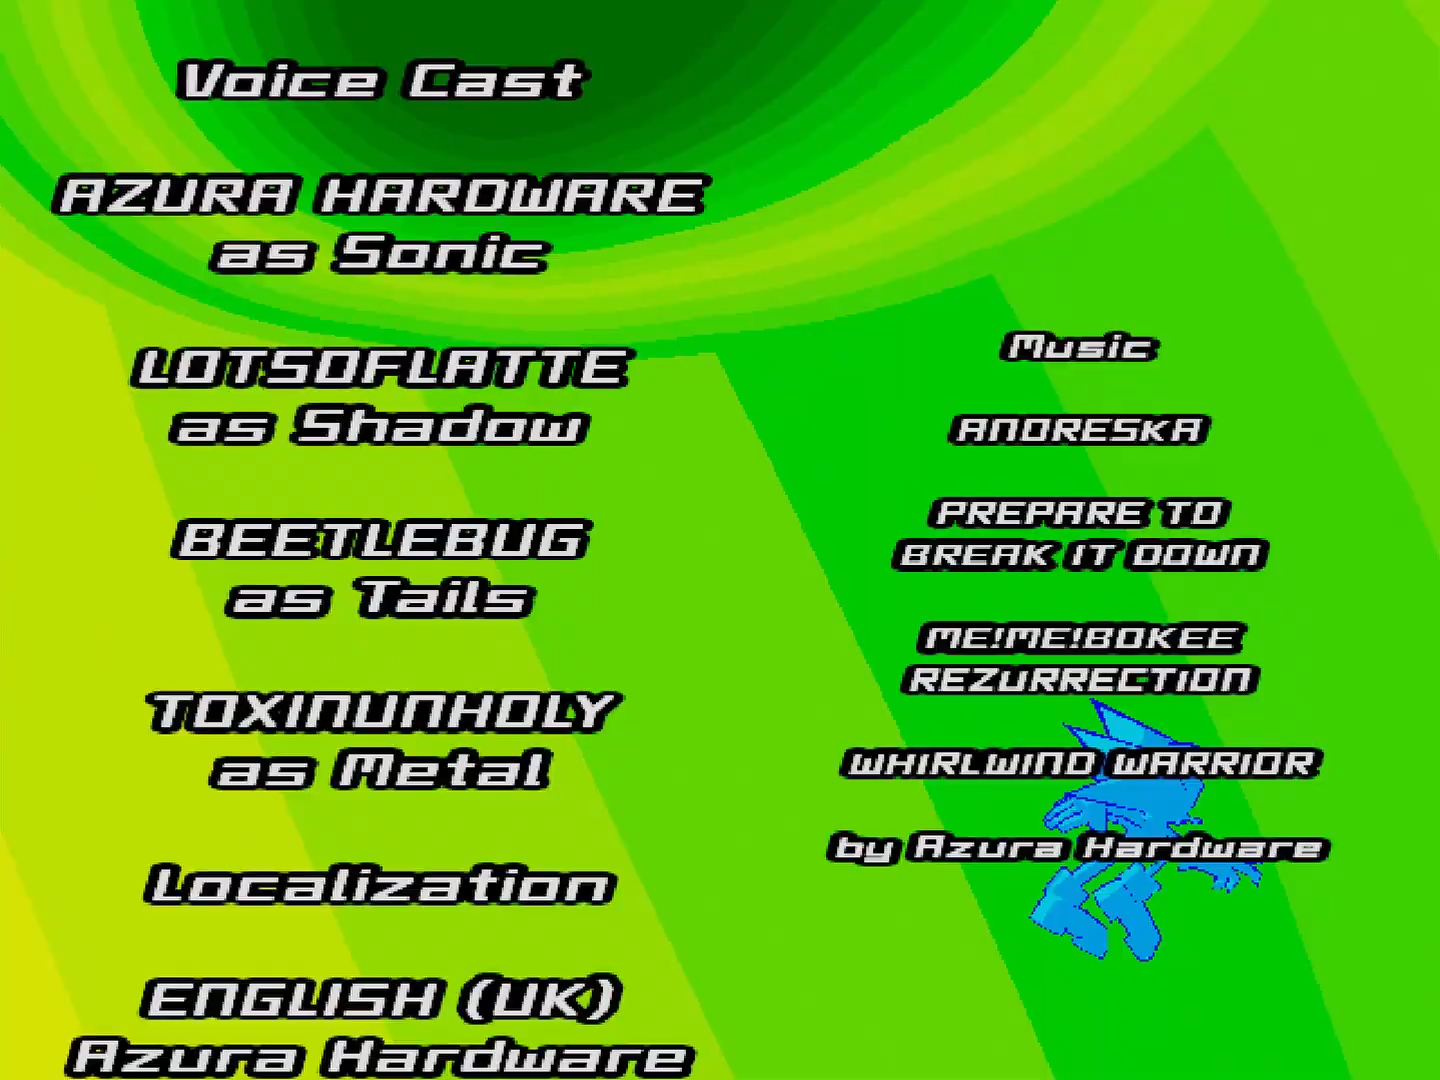 Voice Cast
AZURA HARDWARE
as Sonic
LOTSOFLATTE
as Shadow
BEETLEBUG
as Tails
TOXINUNHOLY
as Metal
Localization
ENGLISH (UK)
Azura Hardware
Music
ANDRESKA
PREPARE TO
BREAK IT DOWN
ME!ME!BOKEE
REZURRECTION
WHIRLWIND WARRIOR
by Azura Hardware